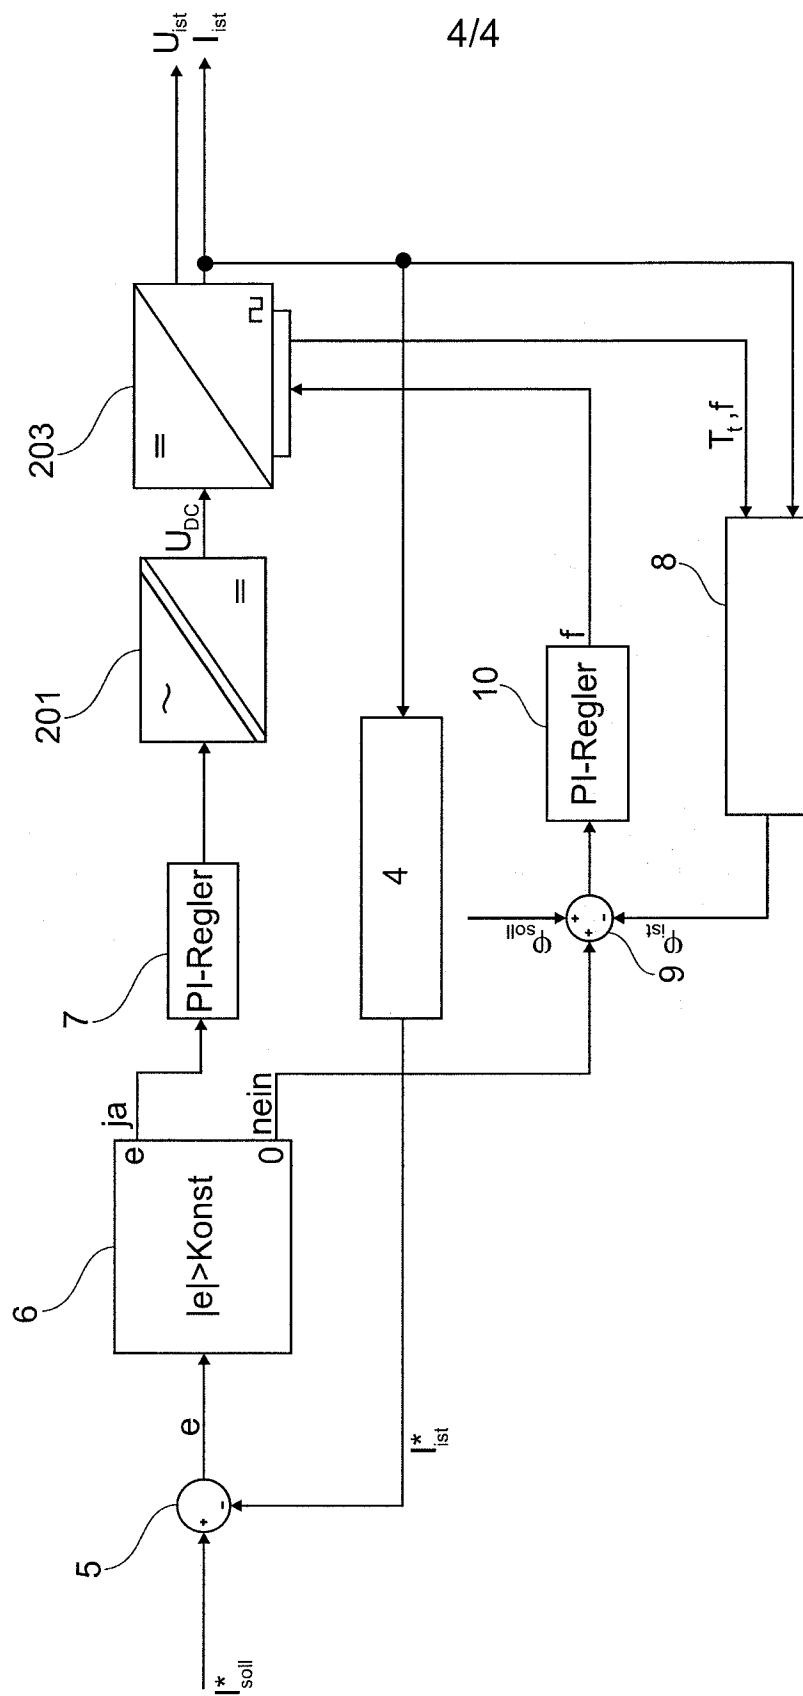 4/4
U_ist
I_ist
203
U_DC
201
~
=
=
7
PI-Regler
ja
e
nein
0
6
|e|>Konst
e
5
+
-
I*_soll
I*_ist
4
T_t,f
8
f
10
PI-Regler
φ_soll
+
+
-
φ_ist
9